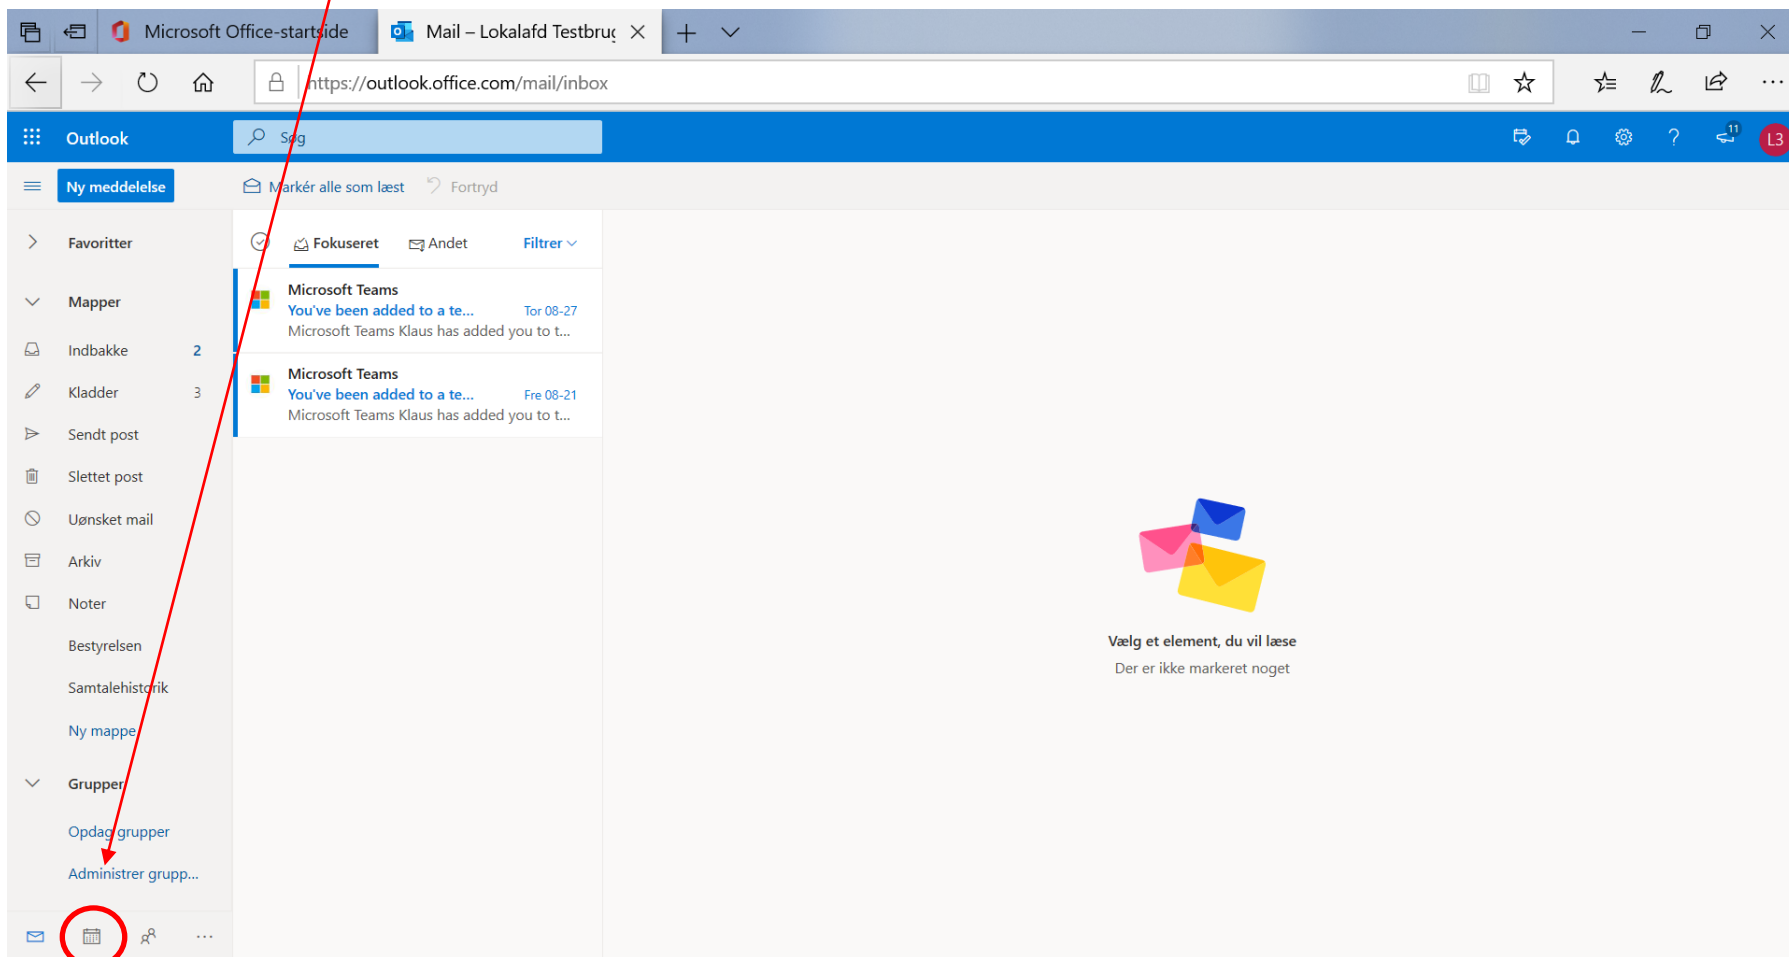 Microsoft Office-startside
Mail – Lokalafd Testbruç
https://outlook.office.com/mail/inbox
Outlook
Søg
11
L3
Ny meddelelse
Markér alle som læst
Fortryd
Favoritter
Fokuseret
Andet
Filtrer
Mapper
Microsoft Teams
You've been added to a te...
Tor 08-27
Microsoft Teams Klaus has added you to t...
Indbakke
2
Microsoft Teams
You've been added to a te...
Fre 08-21
Microsoft Teams Klaus has added you to t...
Kladder
3
Sendt post
Slettet post
Uønsket mail
Arkiv
Noter
Bestyrelsen
Samtalehistorik
Ny mappe
Vælg et element, du vil læse
Der er ikke markeret noget
Grupper
Opdag grupper
Administrer grupp...